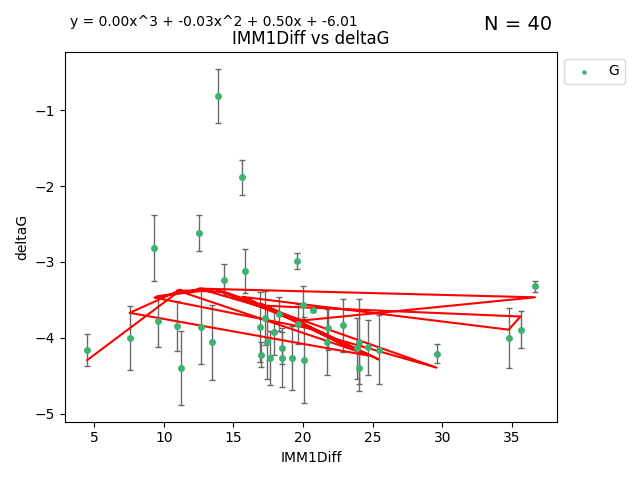 y = 0.00x^3 + -0.03x^2 + 0.50x + -6.01
N = 40
IMM1Diff vs deltaG
G
deltaG
−1
−2
−3
−4
−5
5 10 15 20 25 30 35
IMM1Diff